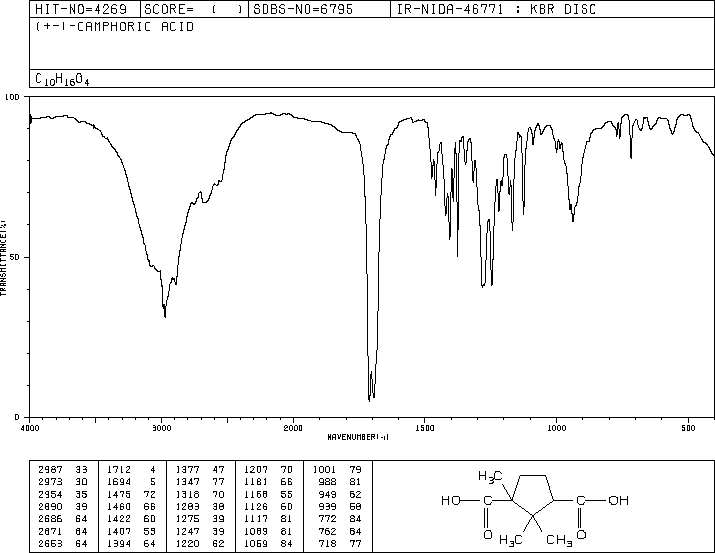 HIT-NO=4269 SCORE= ( ) SDBS-NO=6795 IR-NIDA-46771 : KBR DISC
(+-)-CAMPHORIC ACID
C10H16O4
100
50
0
TRANSMITTANCE(%)
4000 3000 2000 1500 1000 500
WAVENUMBER(-1)
2987 33 1712 4 1377 47 1207 70 1001 79
2973 30 1694 5 1347 77 1181 66 988 81
2954 35 1475 72 1318 70 1168 55 949 62
2890 39 1460 66 1283 38 1126 60 939 58
2686 64 1422 60 1275 39 1117 81 772 84
2671 64 1407 53 1247 39 1089 81 762 84
2653 64 1394 64 1220 62 1069 84 718 77
H3C
HO C C OH
O H3C CH3 O